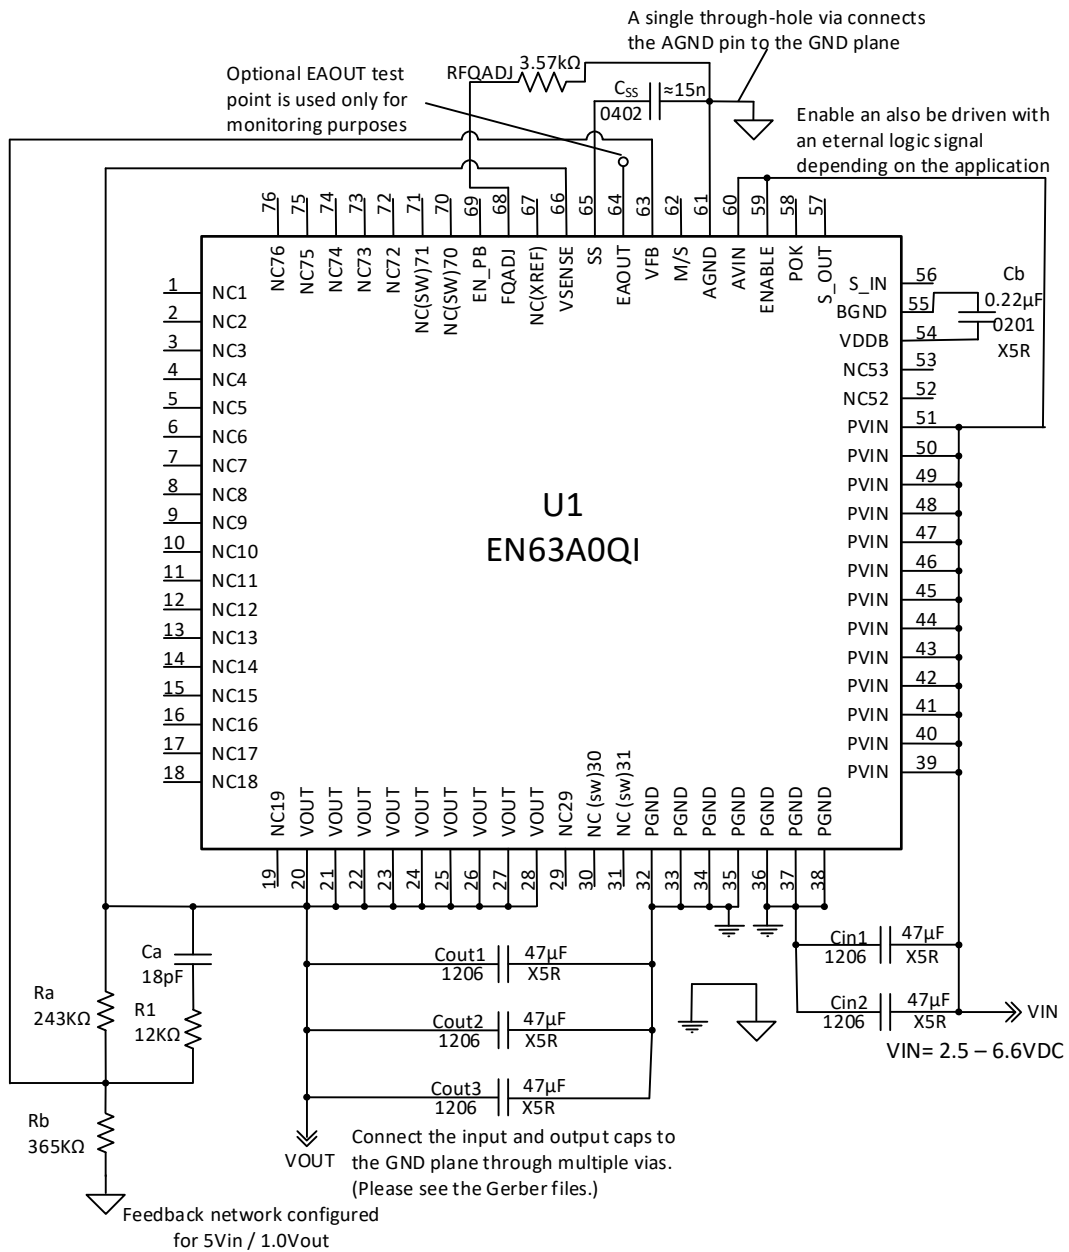 A single through-hole via connects
the AGND pin to the GND plane
Optional EAOUT test
point is used only for
monitoring purposes
RFQADJ
3.57kΩ
CSS
≈15n
0402
Enable an also be driven with
an eternal logic signal
depending on the application
76
75
74
73
72
71
70
69
68
67
66
65
64
63
62
61
60
59
58
57
NC76
NC75
NC74
NC73
NC72
NC(SW)71
NC(SW)70
EN_PB
FQADJ
NC(XREF)
VSENSE
SS
EAOUT
VFB
M/S
AGND
AVIN
ENABLE
POK
S_OUT
1 NC1
2 NC2
3 NC3
4 NC4
5 NC5
6 NC6
7 NC7
8 NC8
9 NC9
10 NC10
11 NC11
12 NC12
13 NC13
14 NC14
15 NC15
16 NC16
17 NC17
18 NC18
U1
EN63A0QI
S_IN 56
BGND 55
VDDB 54
NC53 53
NC52 52
PVIN 51
PVIN 50
PVIN 49
PVIN 48
PVIN 47
PVIN 46
PVIN 45
PVIN 44
PVIN 43
PVIN 42
PVIN 41
PVIN 40
PVIN 39
Cb
0.22µF
0201
X5R
NC19
VOUT
VOUT
VOUT
VOUT
VOUT
VOUT
VOUT
VOUT
VOUT
NC29
NC(sw)30
NC(sw)31
PGND
PGND
PGND
PGND
PGND
PGND
PGND
19
20
21
22
23
24
25
26
27
28
29
30
31
32
33
34
35
36
37
38
Ca
18pF
Ra
243KΩ
R1
12KΩ
Rb
365KΩ
Cout1
1206
47µF
X5R
Cout2
1206
47µF
X5R
Cout3
1206
47µF
X5R
Cin1
1206
47µF
X5R
Cin2
1206
47µF
X5R
VIN
VIN= 2.5 – 6.6VDC
VOUT
Connect the input and output caps to
the GND plane through multiple vias.
(Please see the Gerber files.)
Feedback network configured
for 5Vin / 1.0Vout